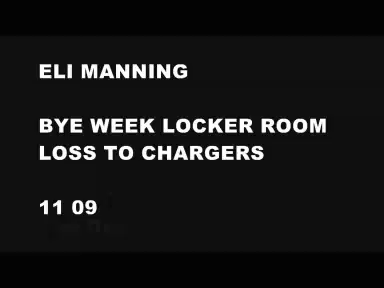 ELI MANNING
BYE WEEK LOCKER ROOM
LOSS TO CHARGERS
11 09